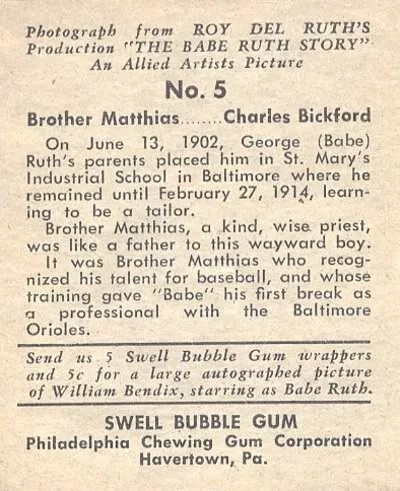 Photograph from ROY DEL RUTH'S
Production "THE BABE RUTH STORY"
An Allied Artists Picture
No. 5
Brother Matthias........Charles Bickford
On June 13, 1902, George (Babe)
Ruth's parents placed him in St. Mary's
Industrial School in Baltimore where he
remained until February 27, 1914, learn-
ing to be a tailor.
Brother Matthias, a kind, wise priest,
was like a father to this wayward boy.
It was Brother Matthias who recog-
nized his talent for baseball, and whose
training gave "Babe" his first break as
a professional with the Baltimore
Orioles.
Send us 5 Swell Bubble Gum wrappers
and 5c for a large autographed picture
of William Bendix, starring as Babe Ruth.
SWELL BUBBLE GUM
Philadelphia Chewing Gum Corporation
Havertown, Pa.